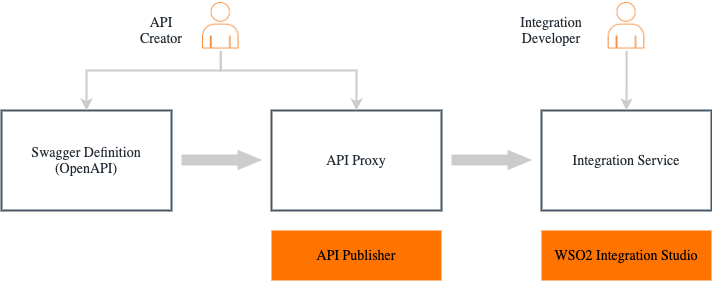 API
Creator
Integration
Developer
Swagger Definition
(OpenAPI)
API Proxy
Integration Service
API Publisher
WSO2 Integration Studio